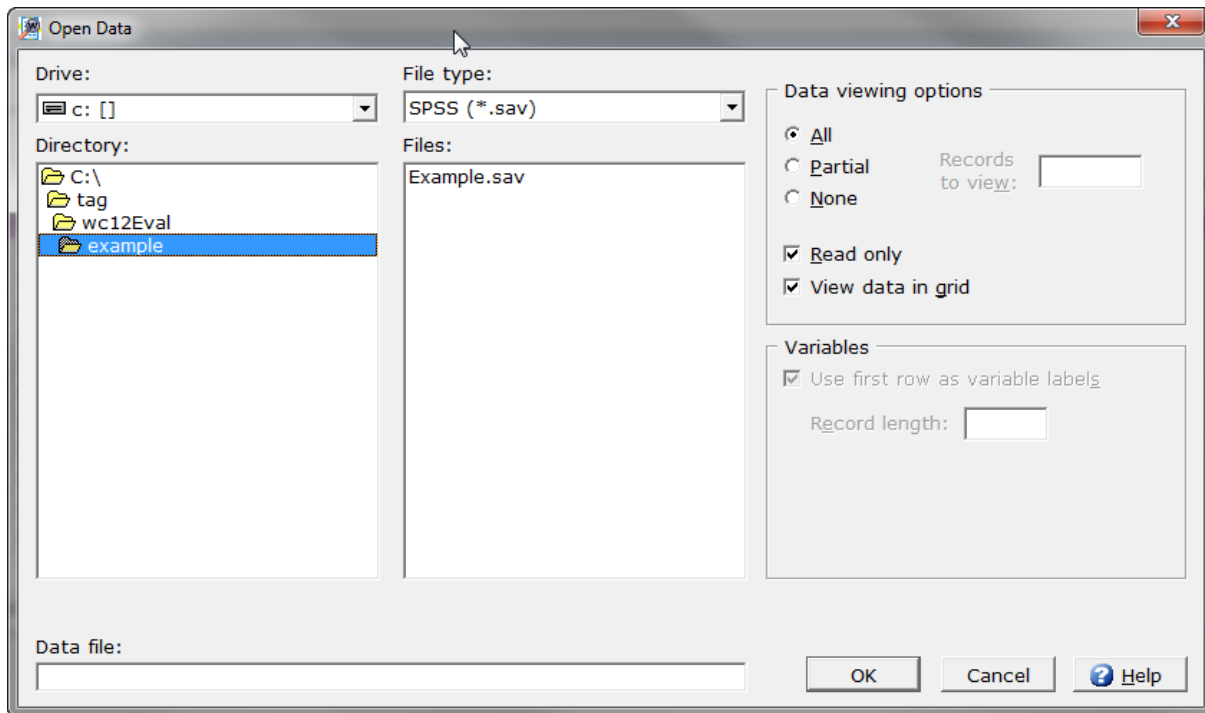 Open Data
Drive:
c: []
Directory:
C:\
tag
wc12Eval
example
File type:
SPSS (*.sav)
Files:
Example.sav
Data viewing options
All
Partial
None
Records
to view:
Read only
View data in grid
Variables
Use first row as variable labels
Record length:
Data file:
OK
Cancel
Help